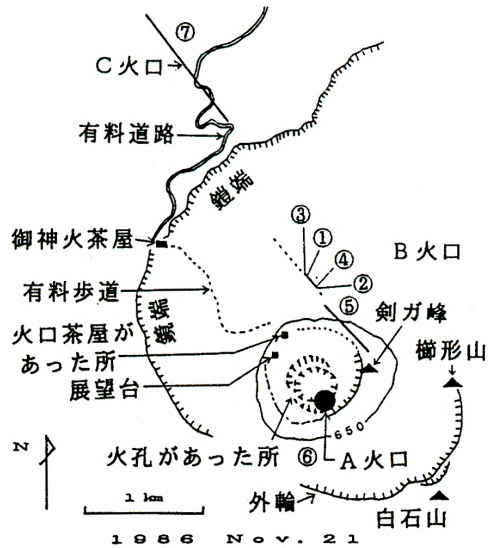 ⑦
C火口
有料道路
鎧端
御神火茶屋
③
①
④
②
B火口
有料歩道
鏡端
⑤
剣ガ峰
火口茶屋が
あった所
櫛形山
展望台
650
N
火孔があった所
⑥
A火口
1km
外輪
白石山
1986 Nov. 21